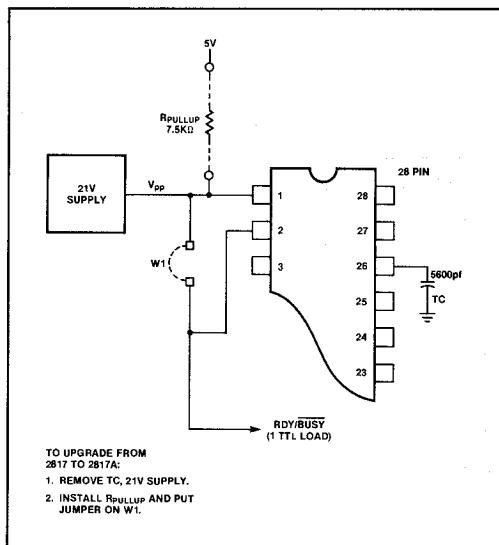 5V
RPULLUP
7.5KΩ
28 PIN
21V
SUPPLY
Vpp
1
28
2
27
W1
3
26
5600pf
25
TC
24
23
RDY/BUSY
(1 TTL LOAD)
TO UPGRADE FROM
2817 TO 2817A:
1. REMOVE TC, 21V SUPPLY.
2. INSTALL RPULLUP AND PUT
JUMPER ON W1.